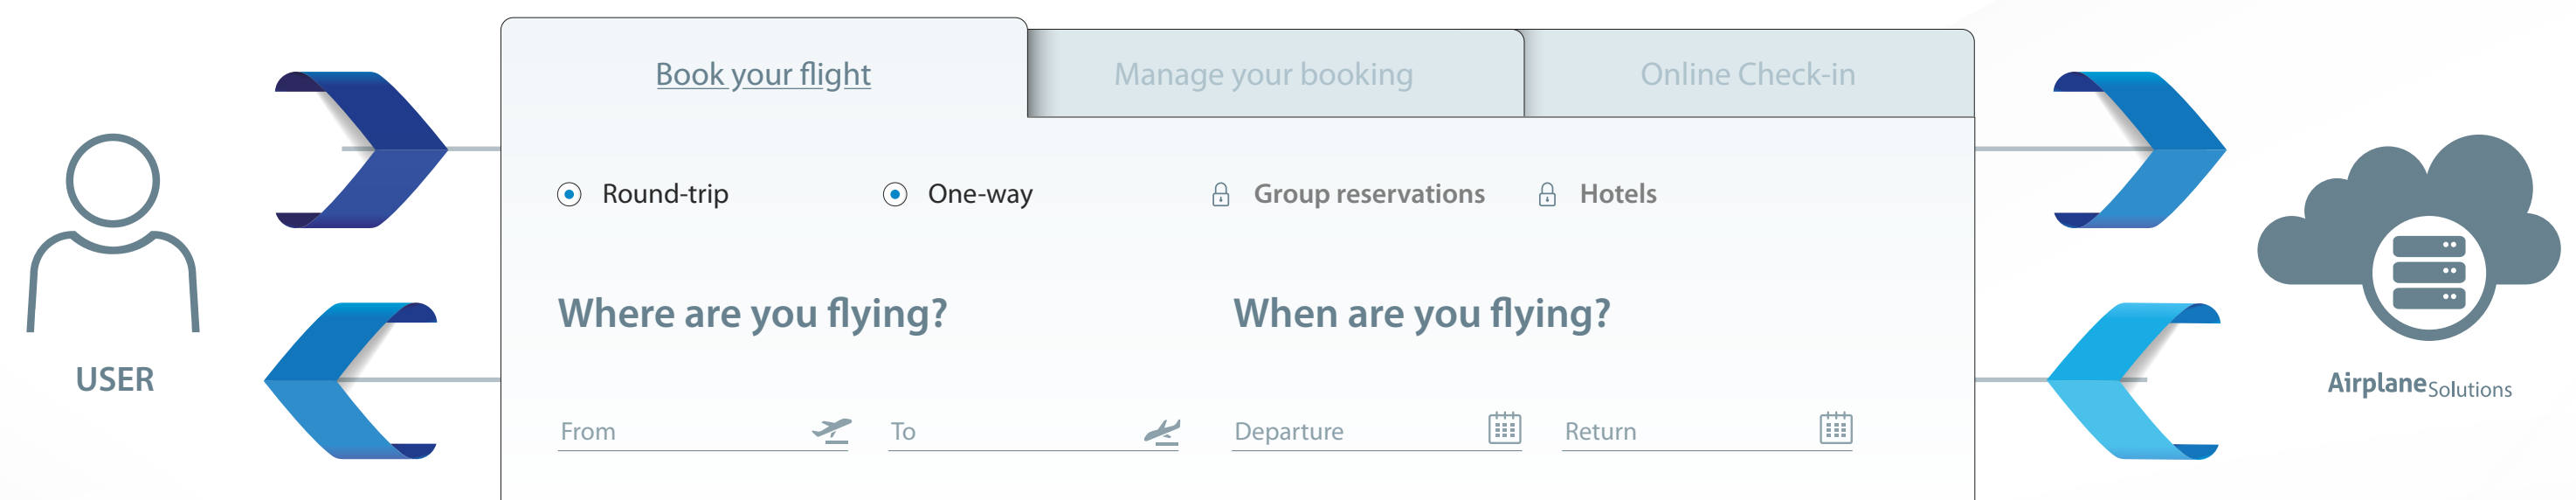 Book your flight
Manage your booking
Online Check-in
Round-trip
One-way
Group reservations
Hotels
Where are you flying?
When are you flying?
USER
AirplaneSolutions
From
To
Departure
Return